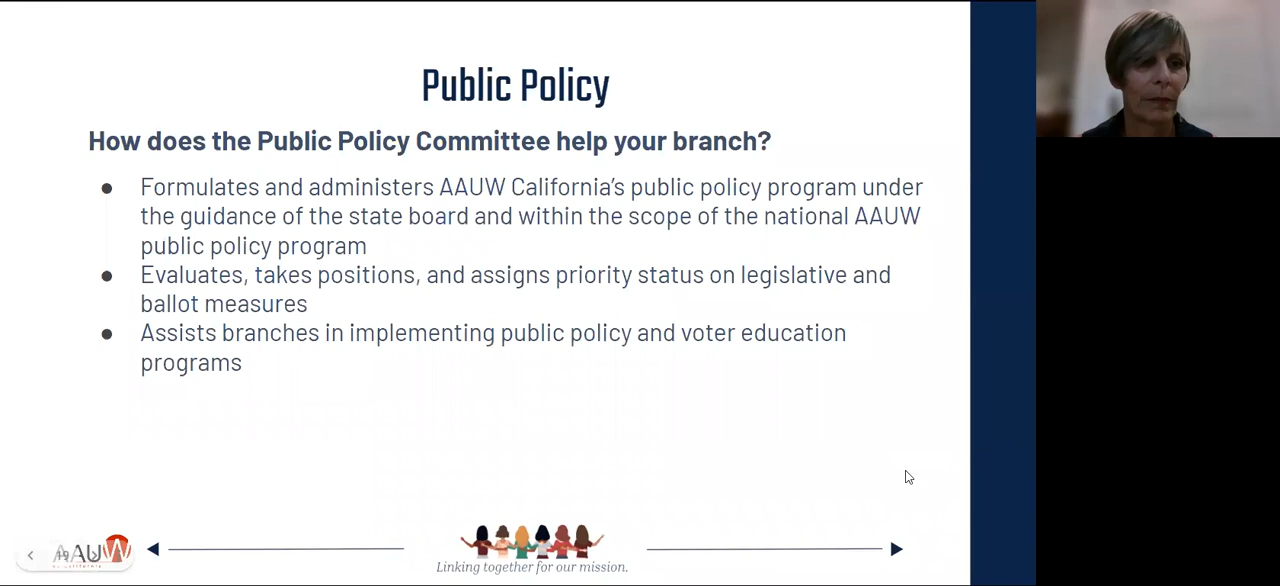 Public Policy
How does the Public Policy Committee help your branch?
● Formulates and administers AAUW California’s public policy program under
the guidance of the state board and within the scope of the national AAUW
public policy program
● Evaluates, takes positions, and assigns priority status on legislative and
ballot measures
● Assists branches in implementing public policy and voter education
programs
AAUW
Linking together for our mission.